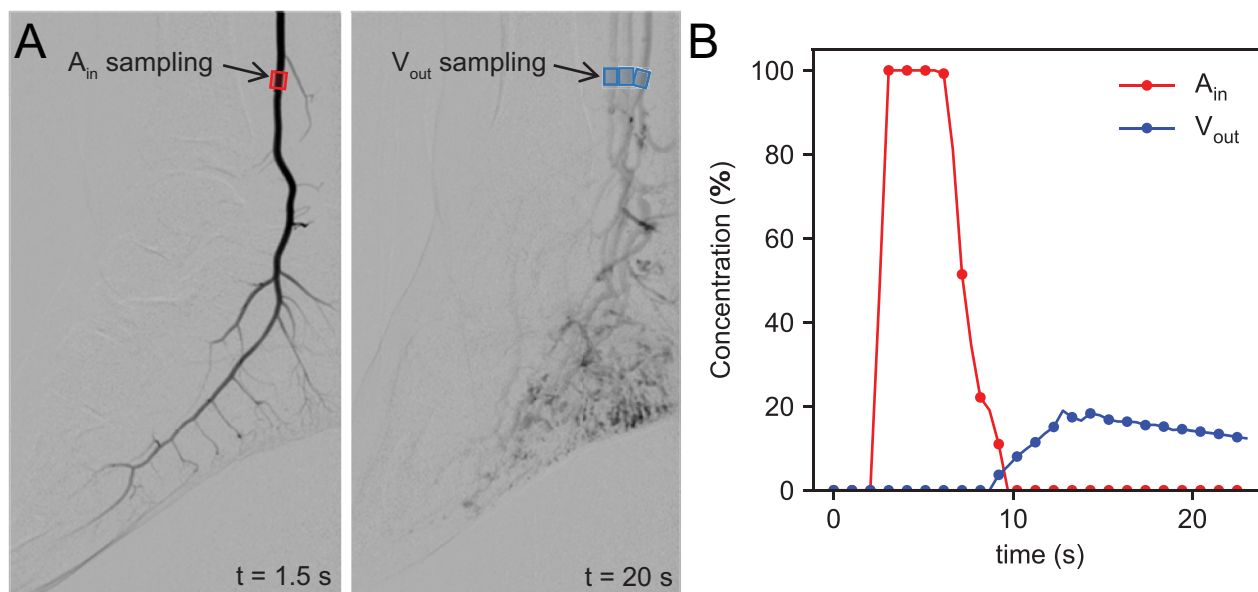 A
A_in sampling
V_out sampling
t = 1.5 s
t = 20 s
B
Concentration (%)
100
80
60
40
20
0
0
10
20
time (s)
A_in
V_out